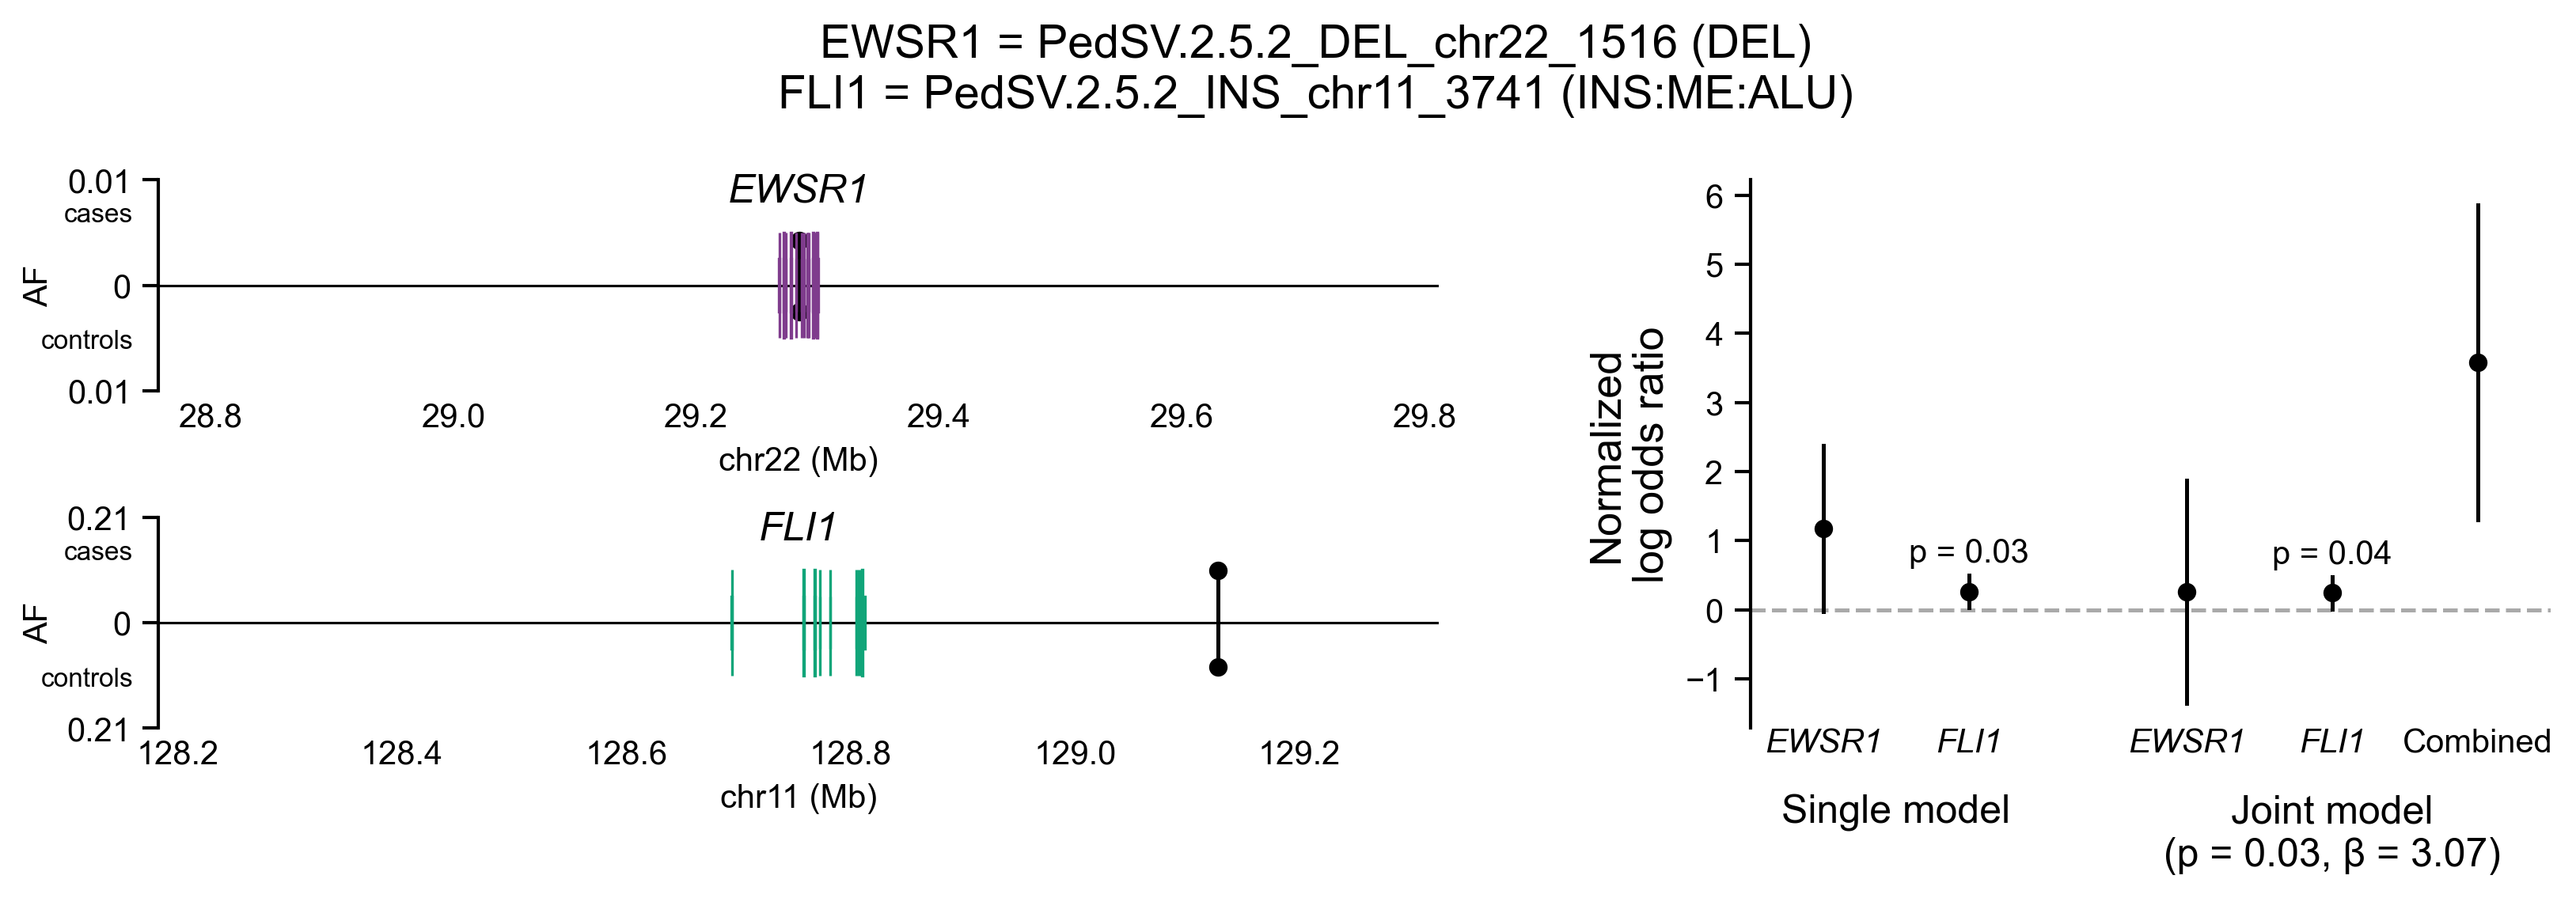 EWSR1 = PedSV.2.5.2_DEL_chr22_1516 (DEL)
FLI1 = PedSV.2.5.2_INS_chr11_3741 (INS:ME:ALU)
EWSR1
0.01
cases
AF
0
controls
0.01
28.8 29.0 29.2 29.4 29.6 29.8
chr22 (Mb)
FLI1
0.21
cases
AF
0
controls
0.21
128.2 128.4 128.6 128.8 129.0 129.2
chr11 (Mb)
Normalized
log odds ratio
6
5
4
3
2
1
0
−1
p = 0.03
p = 0.04
EWSR1 FLI1 EWSR1 FLI1 Combined
Single model
Joint model
(p = 0.03, β = 3.07)